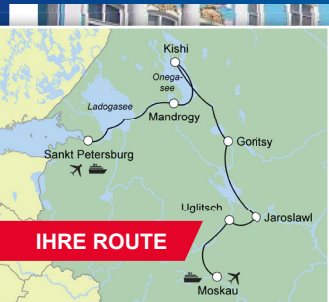 Kishi
Onega-
see
Ladogasee
Mandrogy
Sankt Petersburg
Goritsy
Uglitsch
Jaroslawl
IHRE ROUTE
Moskau